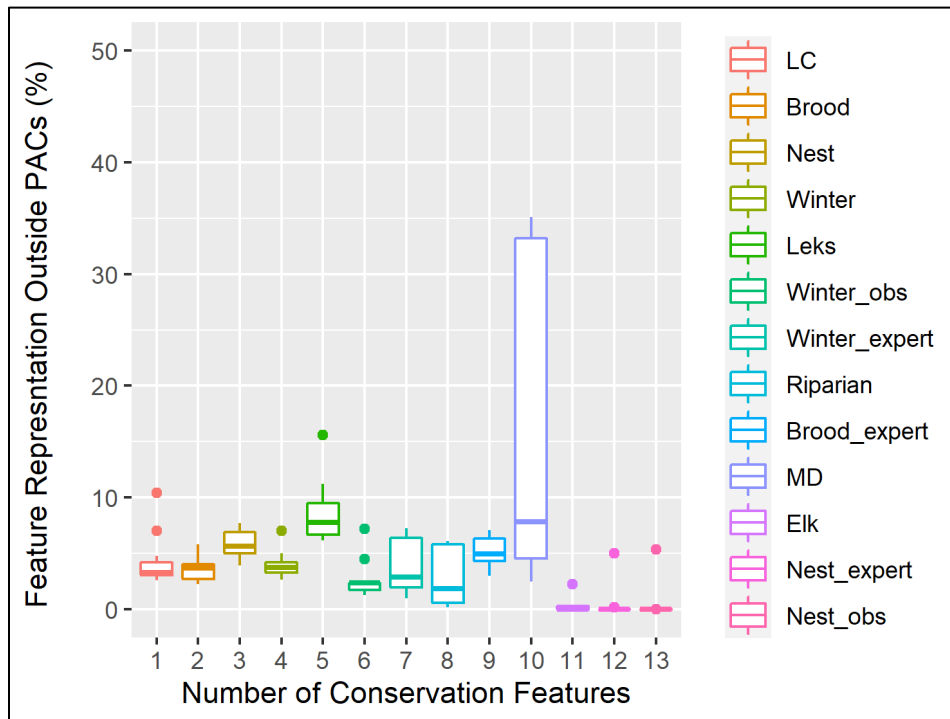 Feature Represntation Outside PACs (%)
50
40
30
20
10
0
1 2 3 4 5 6 7 8 9 10 11 12 13
Number of Conservation Features
LC
Brood
Nest
Winter
Leks
Winter_obs
Winter_expert
Riparian
Brood_expert
MD
Elk
Nest_expert
Nest_obs